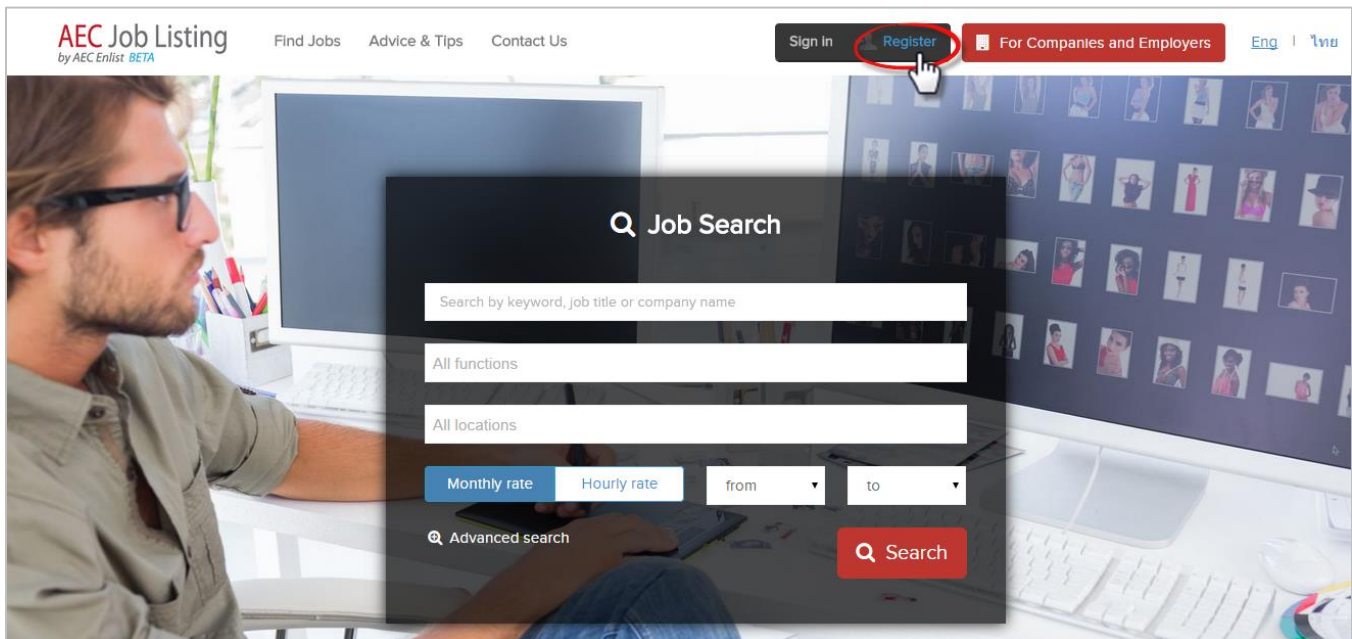 AEC Job Listing
by AEC Enlist BETA
Find Jobs Advice & Tips Contact Us
Sign in Register
For Companies and Employers
Eng | ไทย
Job Search
Search by keyword, job title or company name
All functions
All locations
Monthly rate Hourly rate from to
Advanced search
Search